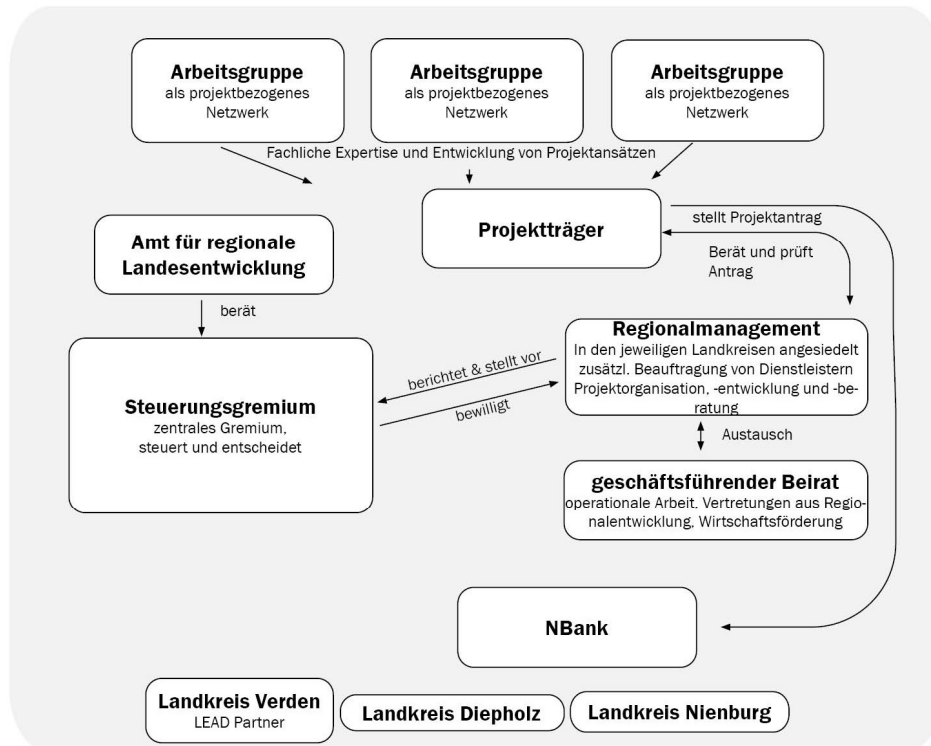 Arbeitsgruppe
als projektbezogenes
Netzwerk
Arbeitsgruppe
als projektbezogenes
Netzwerk
Arbeitsgruppe
als projektbezogenes
Netzwerk
Fachliche Expertise und Entwicklung von Projektansätzen
Projektträger
stellt Projektantrag
Berät und prüft
Antrag
Amt für regionale
Landesentwicklung
berät
Steuerungsgremium
zentrales Gremium,
steuert und entscheidet
berichtet & stellt vor
bewilligt
Regionalmanagement
In den jeweiligen Landkreisen angesiedelt
zusätzl. Beauftragung von Dienstleistern
Projektorganisation, -entwicklung und -be-
ratung
Austausch
geschäftsführender Beirat
operationale Arbeit, Vertretungen aus Regio-
nalentwicklung, Wirtschaftsförderung
NBank
Landkreis Verden
LEAD Partner
Landkreis Diepholz
Landkreis Nienburg